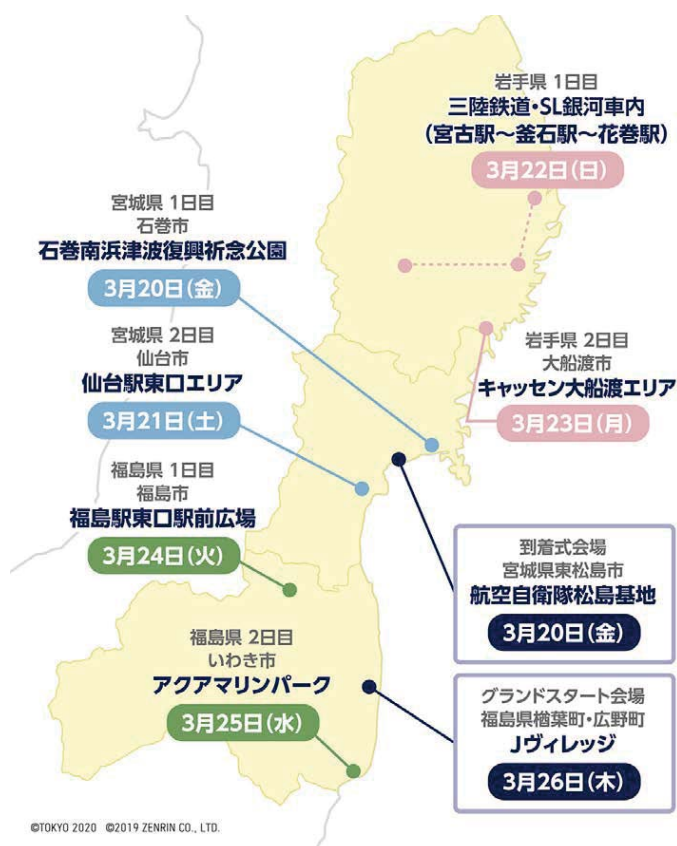 岩手県 1日目
三陸鉄道・SL銀河車内
(宮古駅～釜石駅～花巻駅)
3月22日(日)
宮城県 1日目
石巻市
石巻南浜津波復興祈念公園
3月20日(金)
宮城県 2日目
仙台市
仙台駅東口エリア
3月21日(土)
岩手県 2日目
大船渡市
キャッセン大船渡エリア
3月23日(月)
福島県 1日目
福島市
福島駅東口駅前広場
3月24日(火)
到着式会場
宮城県東松島市
航空自衛隊松島基地
3月20日(金)
福島県 2日目
いわき市
アクアマリンパーク
3月25日(水)
グランドスタート会場
福島県楢葉町・広野町
Jヴィレッジ
3月26日(木)
©TOKYO 2020 ©2019 ZENRIN CO., LTD.